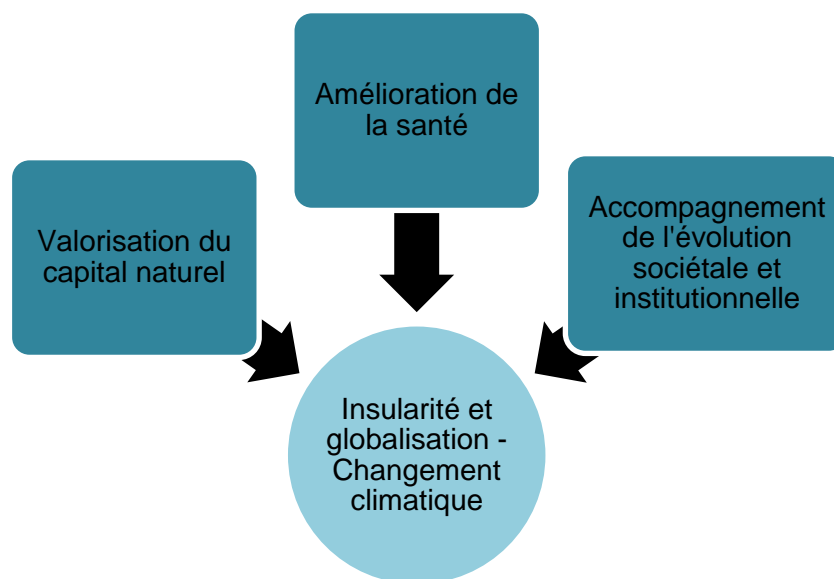 Amélioration de
la santé
Valorisation du
capital naturel
Accompagnement
de l'évolution
sociétale et
institutionnelle
Insularité et
globalisation -
Changement
climatique